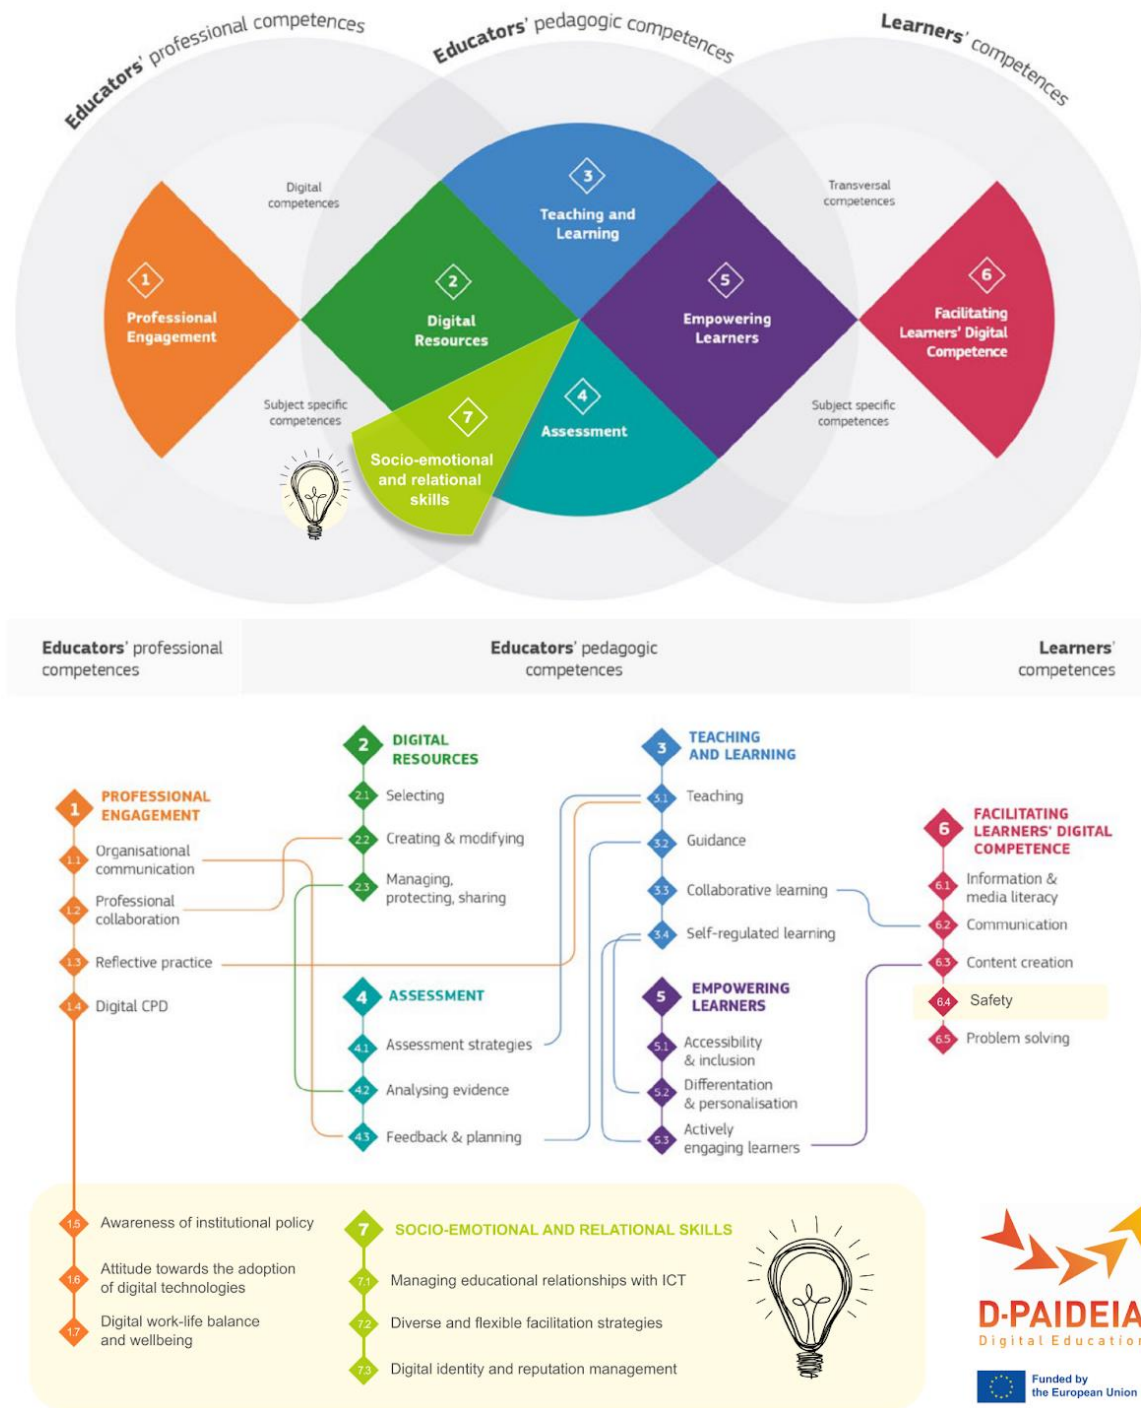 Educators' professional competences
Educators' pedagogic competences
Learners' competences
Digital
competences
Transversal
competences
3
Teaching and
Learning
1
Professional
Engagement
2
Digital
Resources
5
Empowering
Learners
6
Facilitating
Learners' Digital
Competence
Subject specific
competences
7
Socio-emotional
and relational
skills
4
Assessment
Subject specific
competences
Educators' professional
competences
Educators' pedagogic
competences
Learners'
competences
1
PROFESSIONAL
ENGAGEMENT
1.1
Organisational
communication
1.2
Professional
collaboration
1.3
Reflective practice
1.4
Digital CPD
2
DIGITAL
RESOURCES
2.1
Selecting
2.2
Creating & modifying
2.3
Managing,
protecting, sharing
4
ASSESSMENT
4.1
Assessment strategies
4.2
Analysing evidence
4.3
Feedback & planning
3
TEACHING
AND LEARNING
3.1
Teaching
3.2
Guidance
3.3
Collaborative learning
3.4
Self-regulated learning
5
EMPOWERING
LEARNERS
5.1
Accessibility
& inclusion
5.2
Differentation
& personalisation
5.3
Actively
engaging learners
6
FACILITATING
LEARNERS' DIGITAL
COMPETENCE
6.1
Information &
media literacy
6.2
Communication
6.3
Content creation
6.4
Safety
6.5
Problem solving
1.5
Awareness of institutional policy
1.6
Attitude towards the adoption
of digital technologies
1.7
Digital work-life balance
and wellbeing
7
SOCIO-EMOTIONAL AND RELATIONAL SKILLS
7.1
Managing educational relationships with ICT
7.2
Diverse and flexible facilitation strategies
7.3
Digital identity and reputation management
D-PAIDEIA
Digital Education
Funded by
the European Union